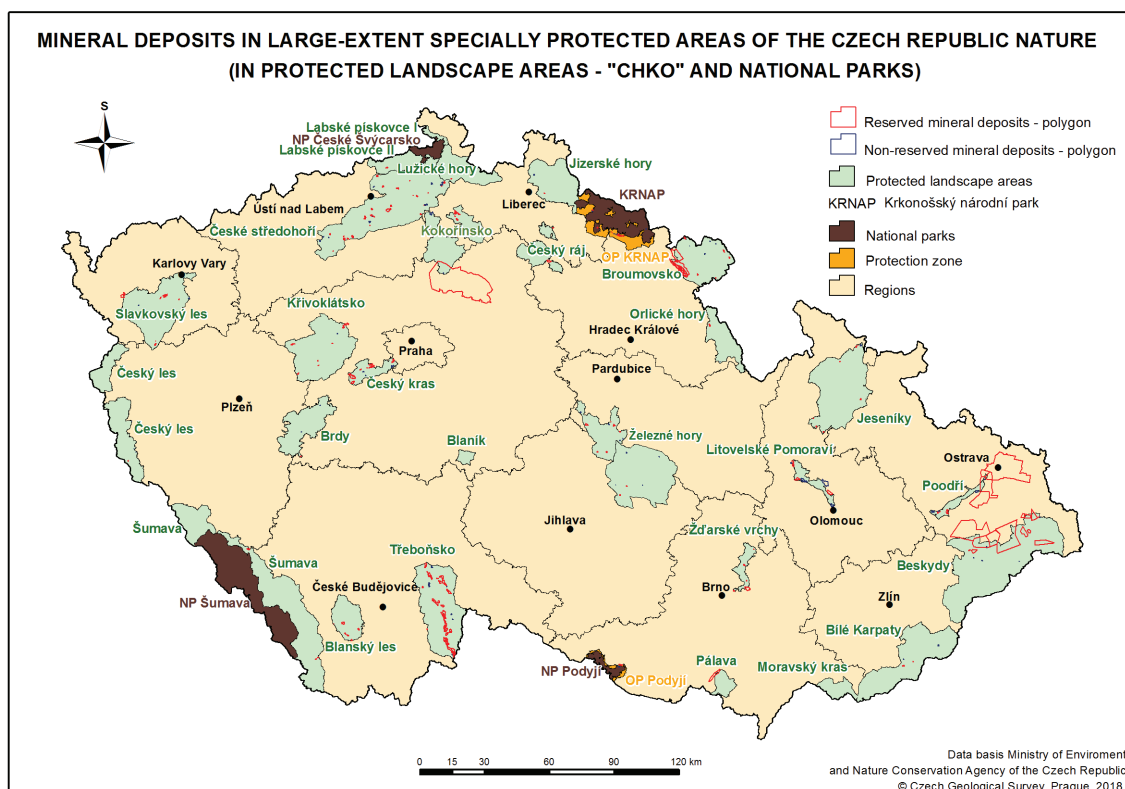 MINERAL DEPOSITS IN LARGE-EXTENT SPECIALLY PROTECTED AREAS OF THE CZECH REPUBLIC NATURE
(IN PROTECTED LANDSCAPE AREAS - "CHKO" AND NATIONAL PARKS)
S
Reserved mineral deposits - polygon
Non-reserved mineral deposits - polygon
Protected landscape areas
KRNAP Krkonošský národní park
National parks
Protection zone
Regions
Labské pískovce I
NP České Švýcarsko
Labské pískovce II
Lužické hory
Jizerské hory
Ústí nad Labem
Liberec
KRNAP
České středohoří
Kokořínsko
Český ráj
OP KRNAP
Broumovsko
Karlovy Vary
Slavkovský les
Křivoklátsko
Orlické hory
Hradec Králové
Praha
Pardubice
Český les
Český kras
Plzeň
Jeseníky
Český les
Brdy
Blaník
Železné hory
Litovelské Pomoraví
Ostrava
Poodří
Olomouc
Šumava
Jihlava
Žďarské vrchy
Šumava
Třeboňsko
Beskydy
České Budějovice
Brno
Zlín
NP Šumava
Blanský les
Bílé Karpaty
Pálava
Moravský kras
NP Podyjí
OP Podyjí
0 15 30 60 90 120 km
Data basis Ministry of Enviroment
and Nature Conservation Agency of the Czech Republic
© Czech Geological Survey, Prague, 2018